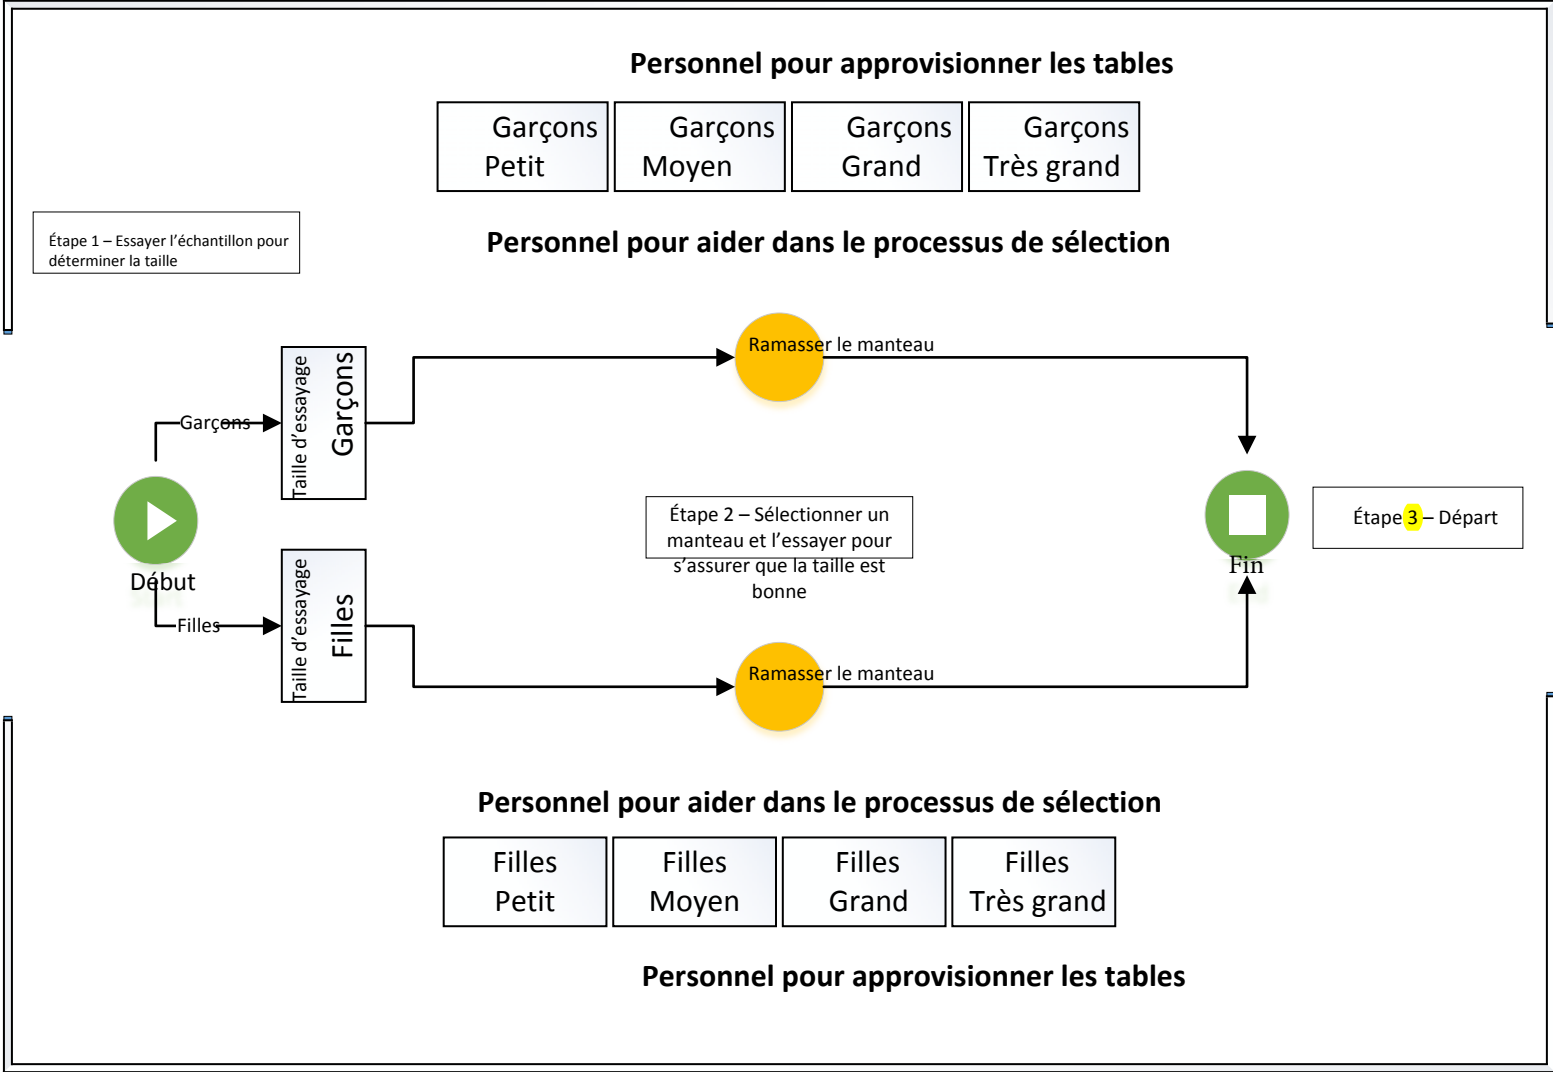 Personnel pour approvisionner les tables
Garçons
Petit
Garçons
Moyen
Garçons
Grand
Garçons
Très grand
Étape 1 – Essayer l’échantillon pour
déterminer la taille
Personnel pour aider dans le processus de sélection
Ramasser le manteau
Garçons
Taille d’essayage
Garçons
Début
Étape 2 – Sélectionner un
manteau et l’essayer pour
s’assurer que la taille est
bonne
Fin
Étape 3 – Départ
Filles
Taille d’essayage
Filles
Ramasser le manteau
Personnel pour aider dans le processus de sélection
Filles
Petit
Filles
Moyen
Filles
Grand
Filles
Très grand
Personnel pour approvisionner les tables